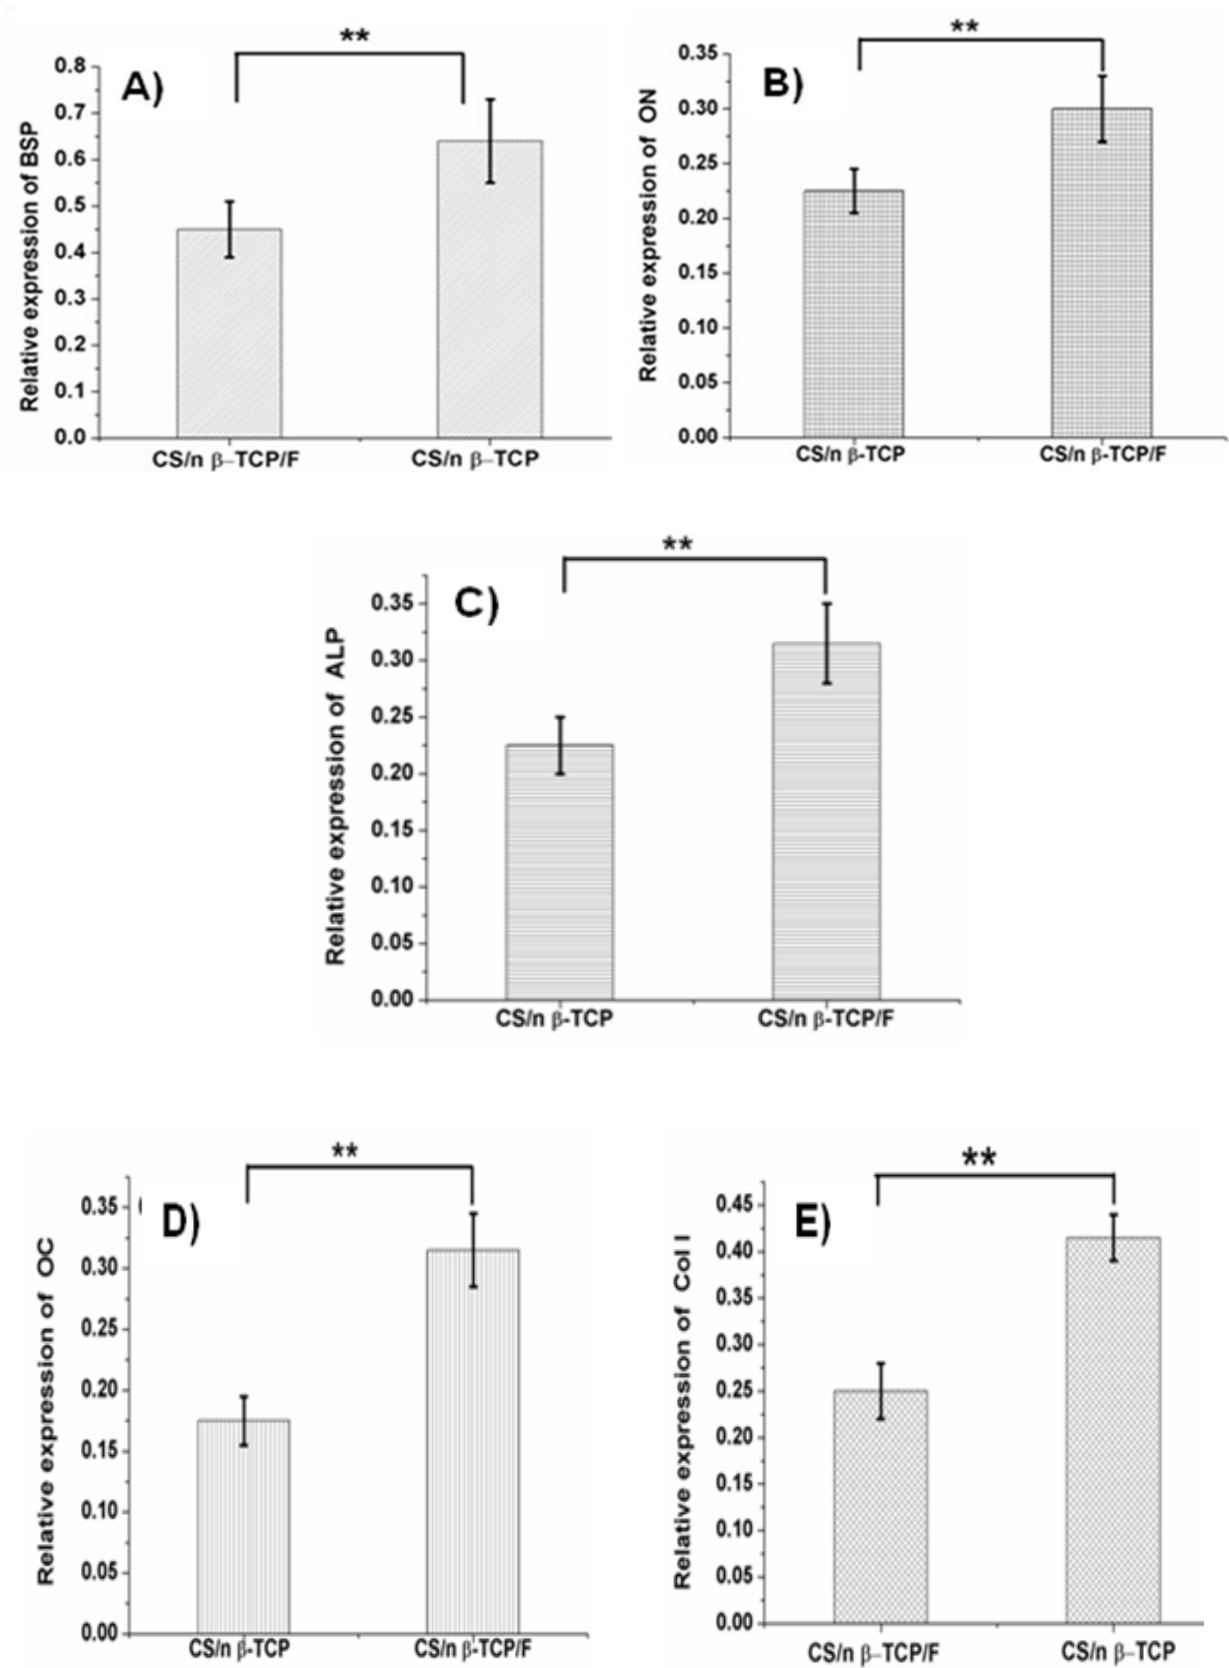 **
A)
Relative expression of BSP
0.8
0.7
0.6
0.5
0.4
0.3
0.2
0.1
0.0
CS/n β–TCP/F
CS/n β–TCP
**
B)
Relative expression of ON
0.35
0.30
0.25
0.20
0.15
0.10
0.05
0.00
CS/n β-TCP
CS/n β-TCP/F
**
C)
Relative expression of ALP
0.35
0.30
0.25
0.20
0.15
0.10
0.05
0.00
CS/n β-TCP
CS/n β-TCP/F
**
D)
Relative expression of OC
0.35
0.30
0.25
0.20
0.15
0.10
0.05
0.00
CS/n β-TCP
CS/n β-TCP/F
**
E)
Relative expression of Col I
0.45
0.40
0.35
0.30
0.25
0.20
0.15
0.10
0.05
0.00
CS/n β–TCP/F
CS/n β–TCP